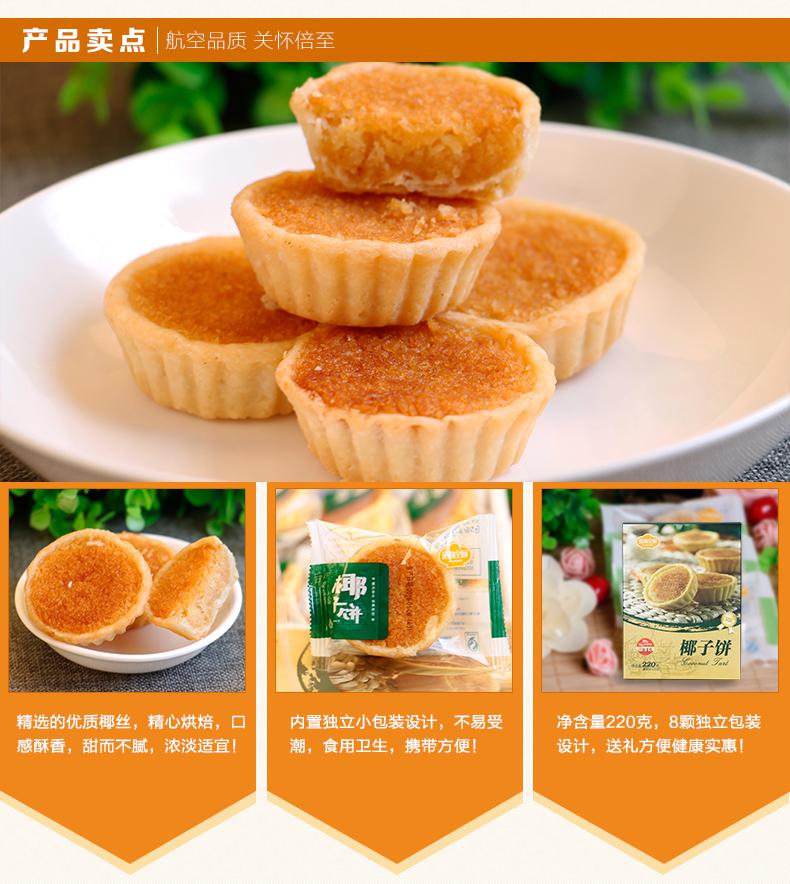 产品卖点 航空品质 关怀倍至
椰
子饼
椰子饼
Coconut Tart
220
精选的优质椰丝，精心烘焙，口
感酥香，甜而不腻，浓淡适宜！
内置独立小包装设计，不易受
潮，食用卫生，携带方便！
净含量220克，8颗独立包装
设计，送礼方便健康实惠！